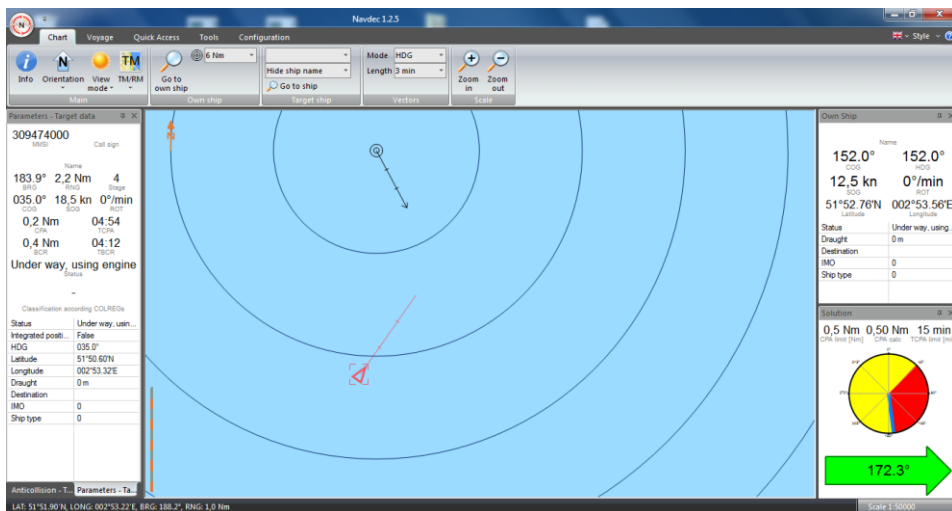 Navdec 1.2.5
Chart Voyage Quick Access Tools Configuration Style
Info Orientation View mode TM/RM
Main
Go to own ship 6 Nm
Own ship
Hide ship name
Go to ship
Target ship
Mode HDG
Length 3 min
Vectors
Zoom in Zoom out
Scale
Parameters - Target data
309474000
MMSI Call sign
Name
183.9° 2,2 Nm 4
BRG RNG Stage
035.0° 18,5 kn 0°/min
COG SOG ROT
0,2 Nm 04:54
CPA TCPA
0,4 Nm 04:12
BCR TBCR
Under way, using engine
Status
-
Classification according COLREGs
Status Under way, usin...
Integrated positi... False
HDG 035.0°
Latitude 51°50.60'N
Longitude 002°53.32'E
Draught 0 m
Destination
IMO 0
Ship type 0
Anticollision - T... Parameters - Ta...
N
Own Ship
Name
152.0° 152.0°
COG HDG
12,5 kn 0°/min
SOG ROT
51°52.76'N 002°53.56'E
Latitude Longitude
Status Under way, using...
Draught 0 m
Destination
IMO 0
Ship type 0
Solution
0,5 Nm 0,50 Nm 15 min
CPA limit [Nm] CPA calc TCPA limit [mi
172.3°
LAT: 51°51.90'N, LONG: 002°53.22'E, BRG: 188.2°, RNG: 1,0 Nm
Scale 1:50000